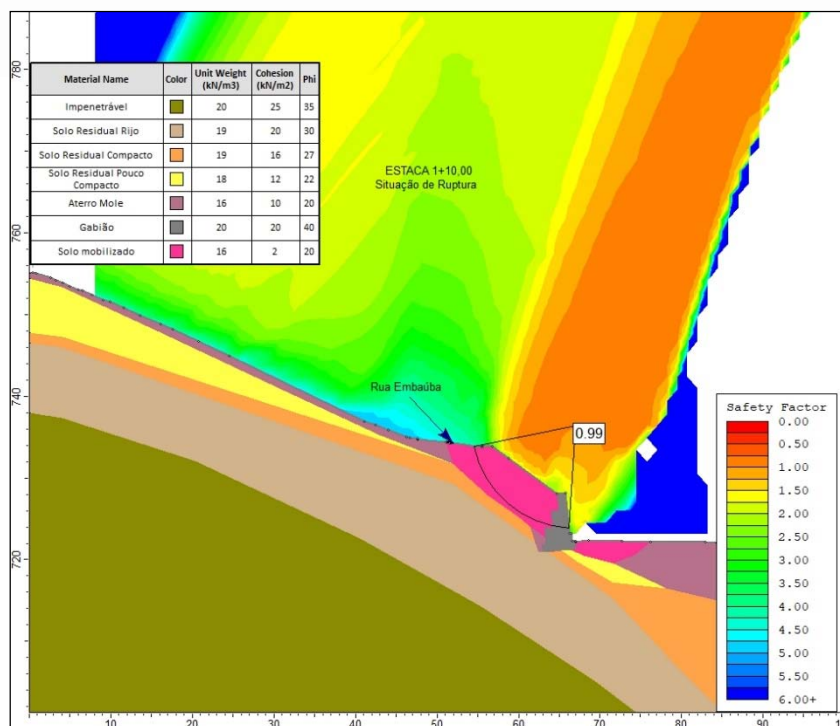 780
760
740
720
Material Name Color Unit Weight (kN/m3) Cohesion (kN/m2) Phi
Impenetrável 20 25 35
Solo Residual Rijo 19 20 30
Solo Residual Compacto 19 16 27
Solo Residual Pouco Compacto 18 12 22
Aterro Mole 16 10 20
Gabião 20 20 40
Solo mobilizado 16 2 20
ESTACA 1+10,00
Situação de Ruptura
Rua Embaúba
0.99
Safety Factor
0.00
0.50
1.00
1.50
2.00
2.50
3.00
3.50
4.00
4.50
5.00
5.50
6.00+
10 20 30 40 50 60 70 80 90